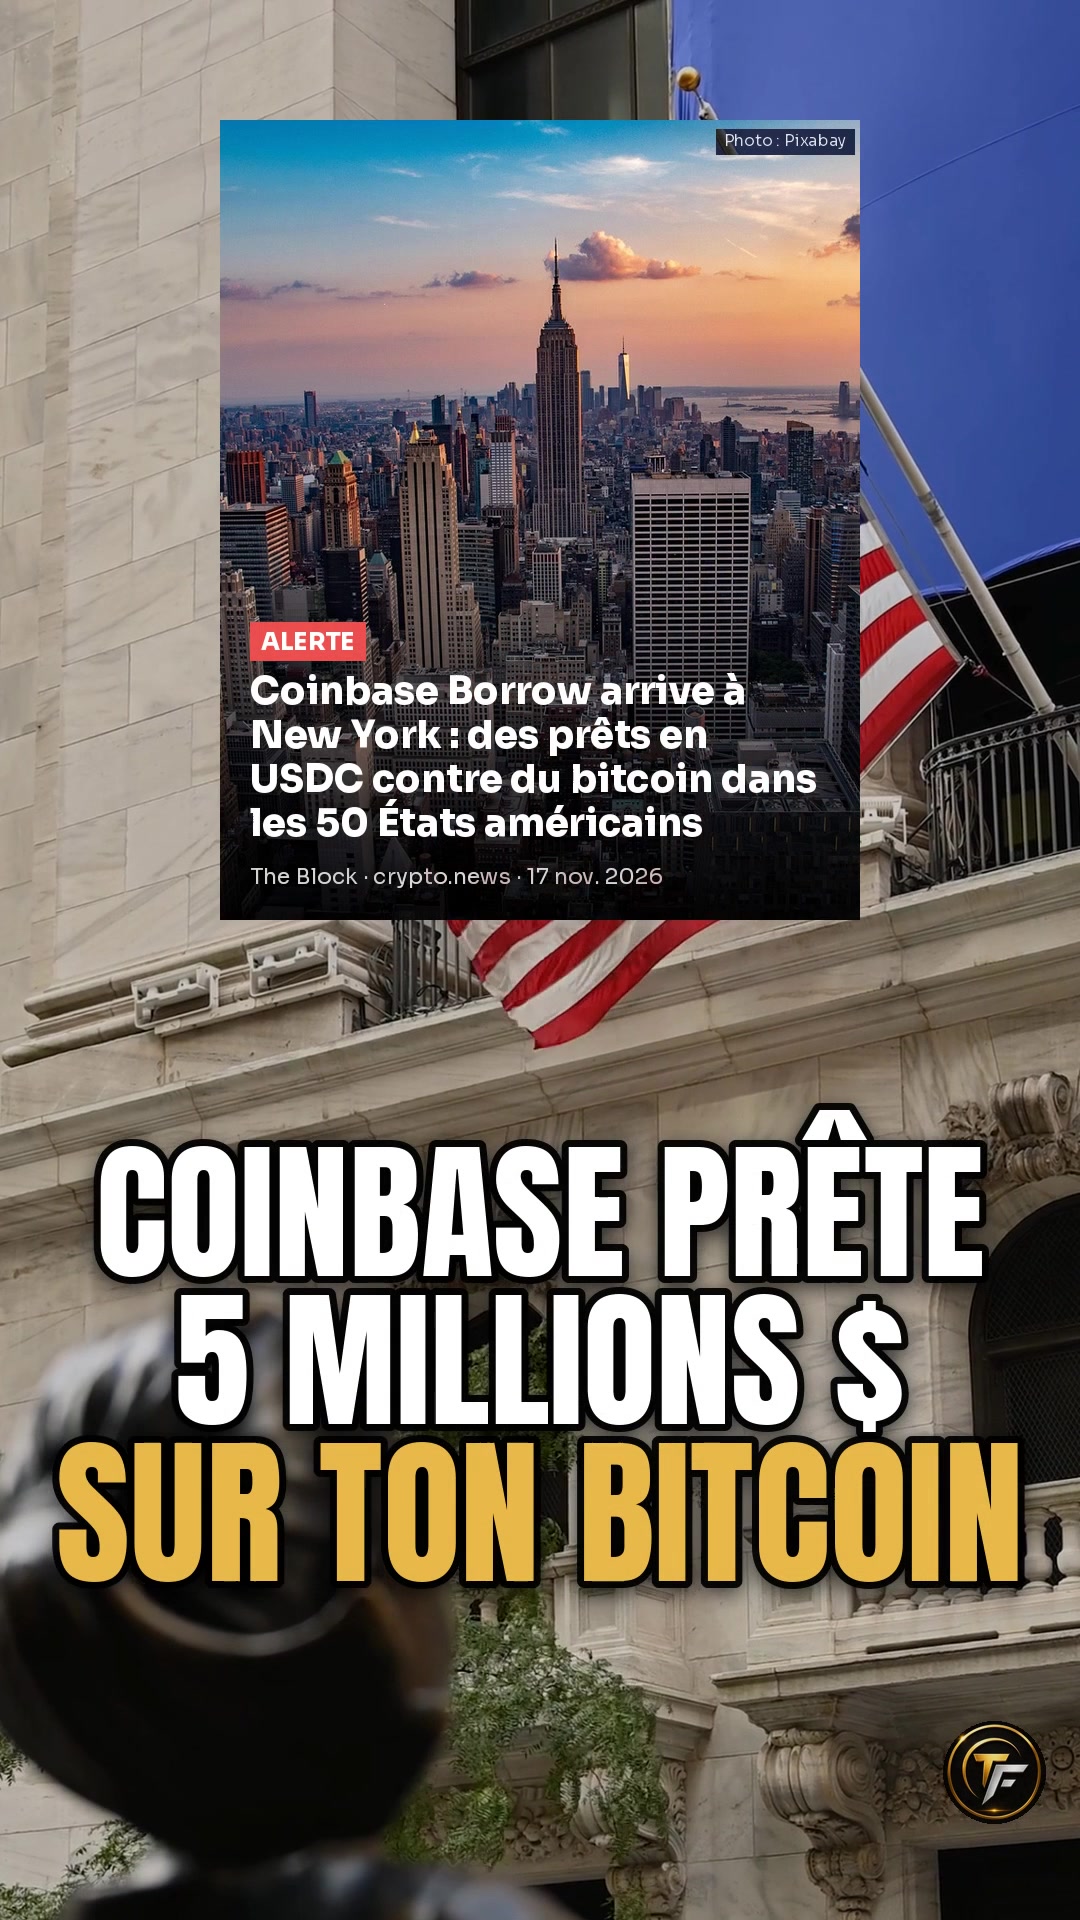 Photo : Pixabay
ALERTE
Coinbase Borrow arrive à
New York : des prêts en
USDC contre du bitcoin dans
les 50 États américains
The Block · crypto.news · 17 nov. 2026
COINBASE PRÊTE
5 MILLIONS $
SUR TON BITCOIN
TF